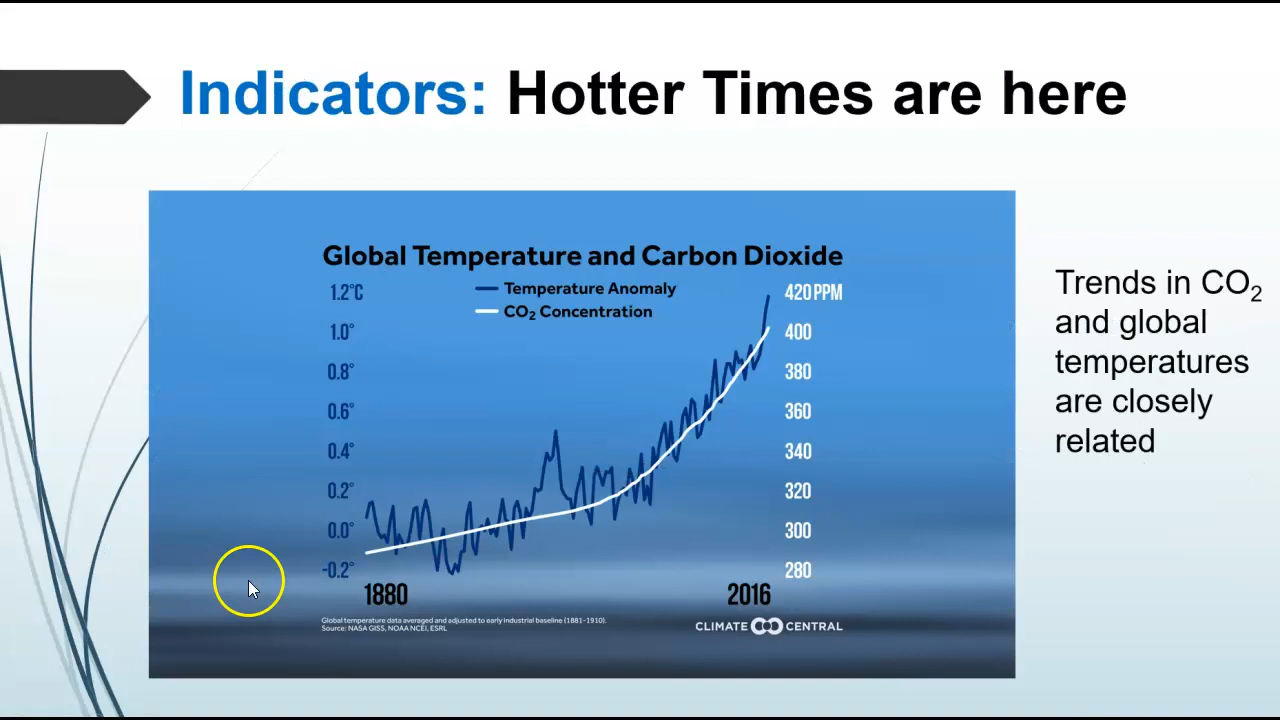 Indicators: Hotter Times are here
Global Temperature and Carbon Dioxide
1.2°C
Temperature Anomaly
420 PPM
CO₂ Concentration
1.0°
400
0.8°
380
0.6°
360
0.4°
340
0.2°
320
0.0°
300
-0.2°
280
1880
2016
Global temperature data averaged and adjusted to early industrial baseline (1881-1910).
Source: NASA GISS, NOAA NCEI, ESRL
CLIMATE CENTRAL
Trends in CO₂
and global
temperatures
are closely
related